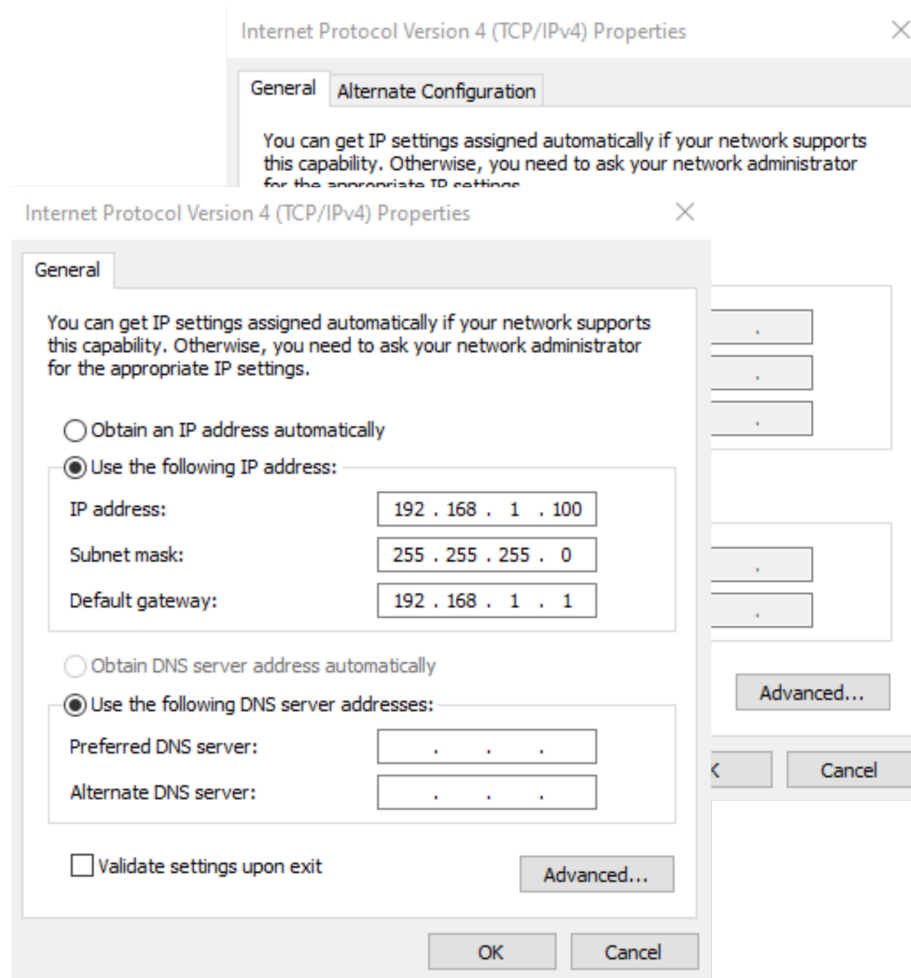 Internet Protocol Version 4 (TCP/IPv4) Properties
General
Alternate Configuration
You can get IP settings assigned automatically if your network supports
this capability. Otherwise, you need to ask your network administrator
for the appropriate IP settings.
Internet Protocol Version 4 (TCP/IPv4) Properties
General
You can get IP settings assigned automatically if your network supports
this capability. Otherwise, you need to ask your network administrator
for the appropriate IP settings.
Obtain an IP address automatically
Use the following IP address:
IP address: 192 . 168 . 1 . 100
Subnet mask: 255 . 255 . 255 . 0
Default gateway: 192 . 168 . 1 . 1
Obtain DNS server address automatically
Use the following DNS server addresses:
Preferred DNS server: . . .
Alternate DNS server: . . .
Validate settings upon exit
Advanced...
OK
Cancel
Advanced...
K
Cancel